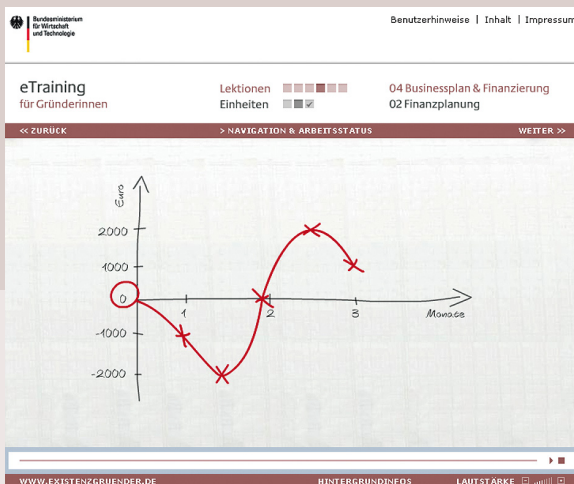 Bundesministerium
für Wirtschaft
und Technologie
Benutzerhinweise | Inhalt | Impressum
eTraining
für Gründerinnen
Lektionen
Einheiten
04 Businessplan & Finanzierung
02 Finanzplanung
<< ZURÜCK
> NAVIGATION & ARBEITSSTATUS
WEITER >>
Euro
2000
1000
0
-1000
-2000
1 2 3
Monate
WWW.EXISTENZGRUENDER.DE
HINTERGRUNDINFOS
LAUTSTÄRKE